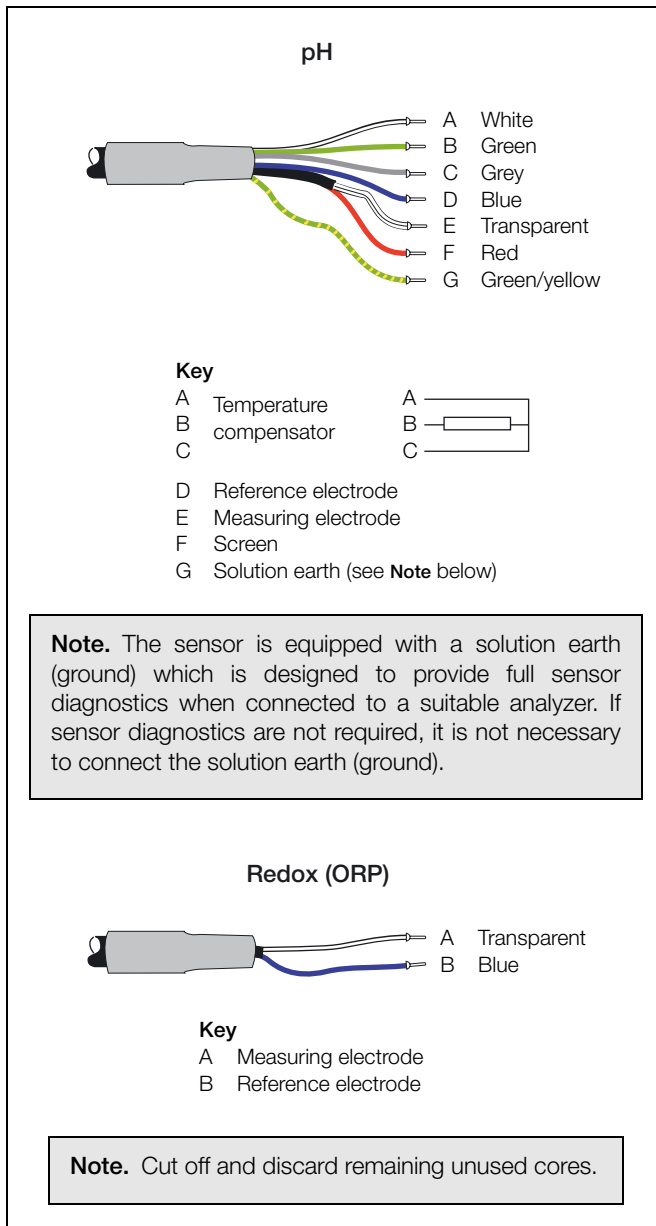 pH
A White
B Green
C Grey
D Blue
E Transparent
F Red
G Green/yellow
Key
A
B
C
Temperature
compensator
A
B
C
D Reference electrode
E Measuring electrode
F Screen
G Solution earth (see Note below)
Note. The sensor is equipped with a solution earth
(ground) which is designed to provide full sensor
diagnostics when connected to a suitable analyzer. If
sensor diagnostics are not required, it is not necessary
to connect the solution earth (ground).
Redox (ORP)
A Transparent
B Blue
Key
A Measuring electrode
B Reference electrode
Note. Cut off and discard remaining unused cores.